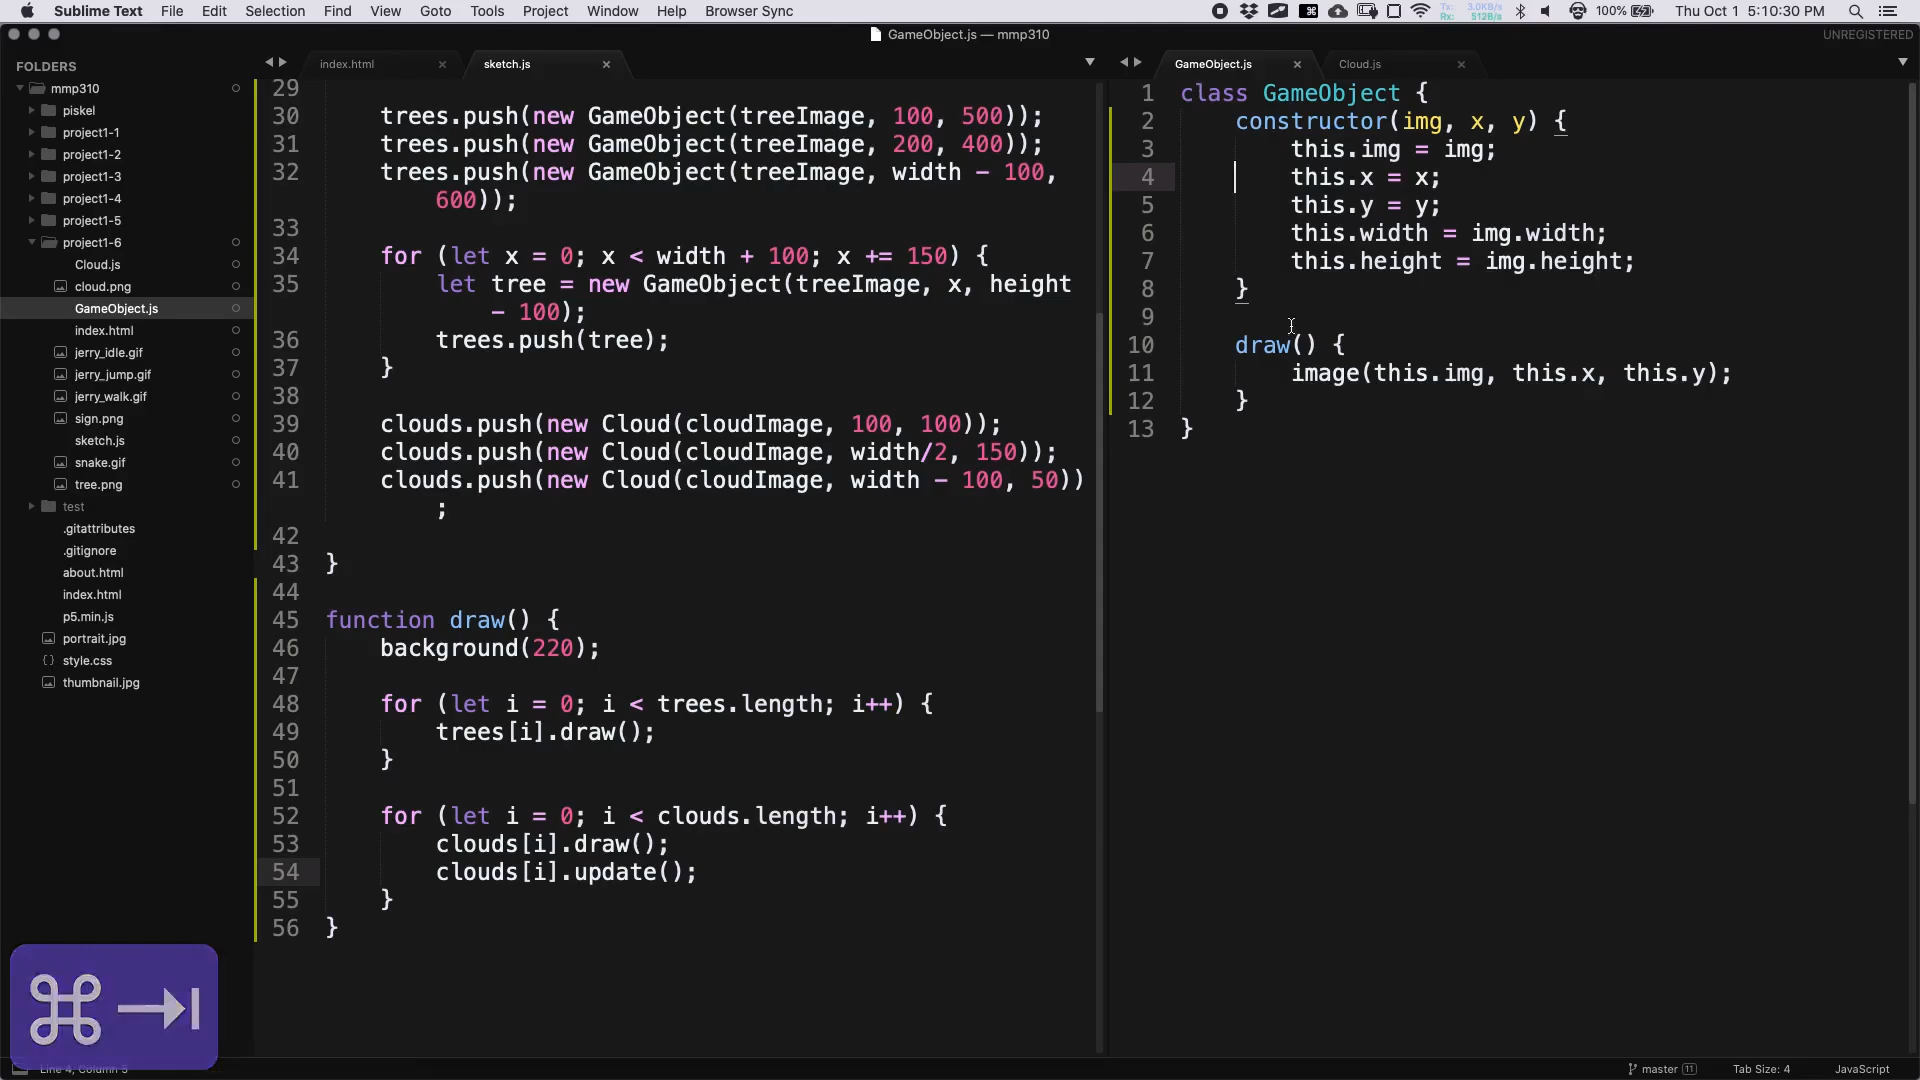 Sublime Text File Edit Selection Find View Goto Tools Project Window Help Browser Sync
Tx: 3.0KB/s
Rx: 512B/s
100% Thu Oct 1 5:10:30 PM
GameObject.js — mmp310
UNREGISTERED
FOLDERS
mmp310
piskel
project1-1
project1-2
project1-3
project1-4
project1-5
project1-6
Cloud.js
cloud.png
GameObject.js
index.html
jerry_idle.gif
jerry_jump.gif
jerry_walk.gif
sign.png
sketch.js
snake.gif
tree.png
test
.gitattributes
.gitignore
about.html
index.html
p5.min.js
portrait.jpg
style.css
thumbnail.jpg
index.html
sketch.js
29
30 trees.push(new GameObject(treeImage, 100, 500));
31 trees.push(new GameObject(treeImage, 200, 400));
32 trees.push(new GameObject(treeImage, width - 100,
600));
33
34 for (let x = 0; x < width + 100; x += 150) {
35 let tree = new GameObject(treeImage, x, height
- 100);
36 trees.push(tree);
37 }
38
39 clouds.push(new Cloud(cloudImage, 100, 100));
40 clouds.push(new Cloud(cloudImage, width/2, 150));
41 clouds.push(new Cloud(cloudImage, width - 100, 50))
;
42
43 }
44
45 function draw() {
46 background(220);
47
48 for (let i = 0; i < trees.length; i++) {
49 trees[i].draw();
50 }
51
52 for (let i = 0; i < clouds.length; i++) {
53 clouds[i].draw();
54 clouds[i].update();
55 }
56 }
GameObject.js
Cloud.js
1 class GameObject {
2 constructor(img, x, y) {
3 this.img = img;
4 this.x = x;
5 this.y = y;
6 this.width = img.width;
7 this.height = img.height;
8 }
9
10 draw() {
11 image(this.img, this.x, this.y);
12 }
13 }
Line 4, Column 5
master 11
Tab Size: 4
JavaScript